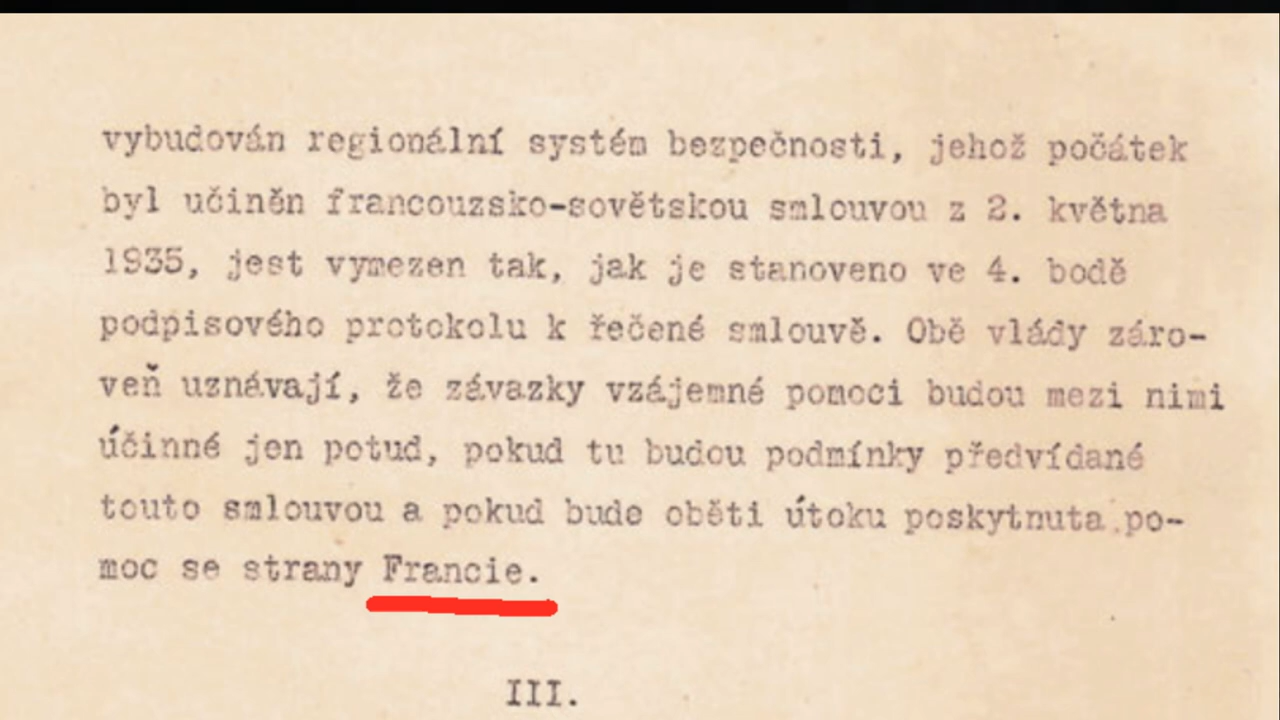 vybudován regionální systém bezpečnosti, jehož počátek
byl učiněn francouzsko-sovětskou smlouvou z 2. května
1935, jest vymezen tak, jak je stanoveno ve 4. bodě
podpisového protokolu k řečené smlouvě. Obě vlády záro-
veň uznávají, že závazky vzájemné pomoci budou mezi nimi
účinné jen potud, pokud tu budou podmínky předvídané
touto smlouvou a pokud bude oběti útoku poskytnuta po-
moc se strany Francie.
III.